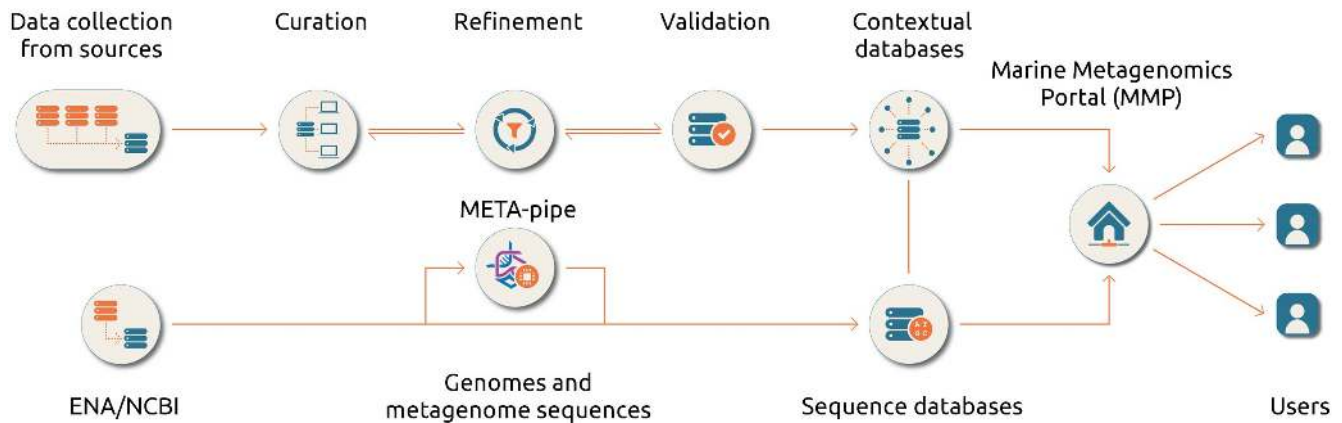 Data collection
from sources
Curation
Refinement
Validation
Contextual
databases
Marine Metagenomics
Portal (MMP)
META-pipe
A T
G C
ENA/NCBI
Genomes and
metagenome sequences
Sequence databases
Users